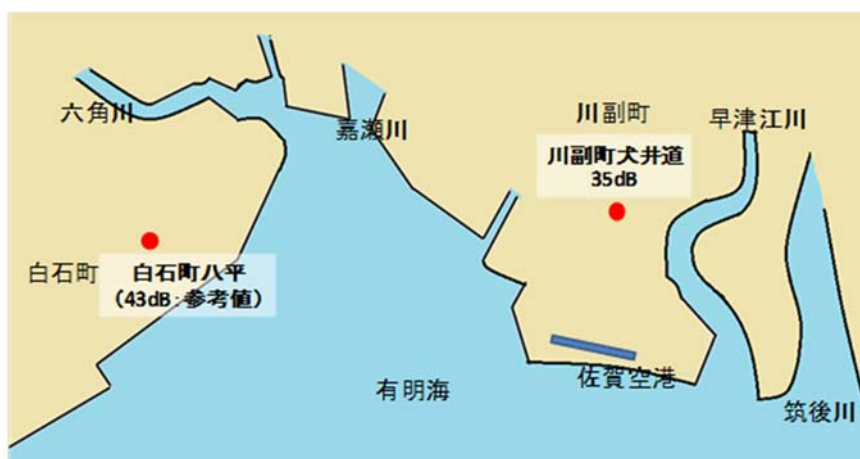 六角川
嘉瀬川
川副町
早津江川
川副町犬井道
35dB
白石町
白石町八平
（43dB：参考値）
有明海
佐賀空港
筑後川